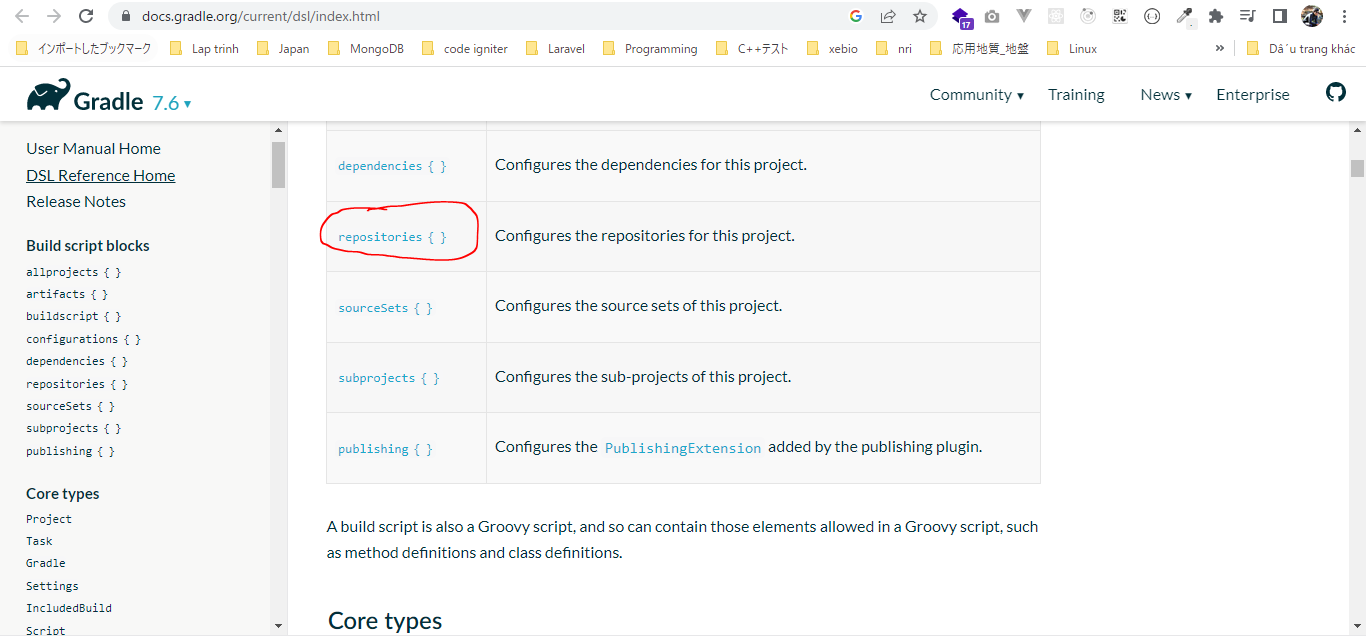 docs.gradle.org/current/dsl/index.html
17
インポートしたブックマーク Lap trinh Japan MongoDB code igniter Laravel Programming C++テスト xebio nri 応用地質_地盤 Linux » Dấu trang khác
Gradle 7.6 ▾ Community ▾ Training News ▾ Enterprise
User Manual Home
DSL Reference Home
Release Notes
Build script blocks
allprojects { }
artifacts { }
buildscript { }
configurations { }
dependencies { }
repositories { }
sourceSets { }
subprojects { }
publishing { }
Core types
Project
Task
Gradle
Settings
IncludedBuild
Script
dependencies { } Configures the dependencies for this project.
repositories { } Configures the repositories for this project.
sourceSets { } Configures the source sets of this project.
subprojects { } Configures the sub-projects of this project.
publishing { } Configures the PublishingExtension added by the publishing plugin.
A build script is also a Groovy script, and so can contain those elements allowed in a Groovy script, such
as method definitions and class definitions.
Core types